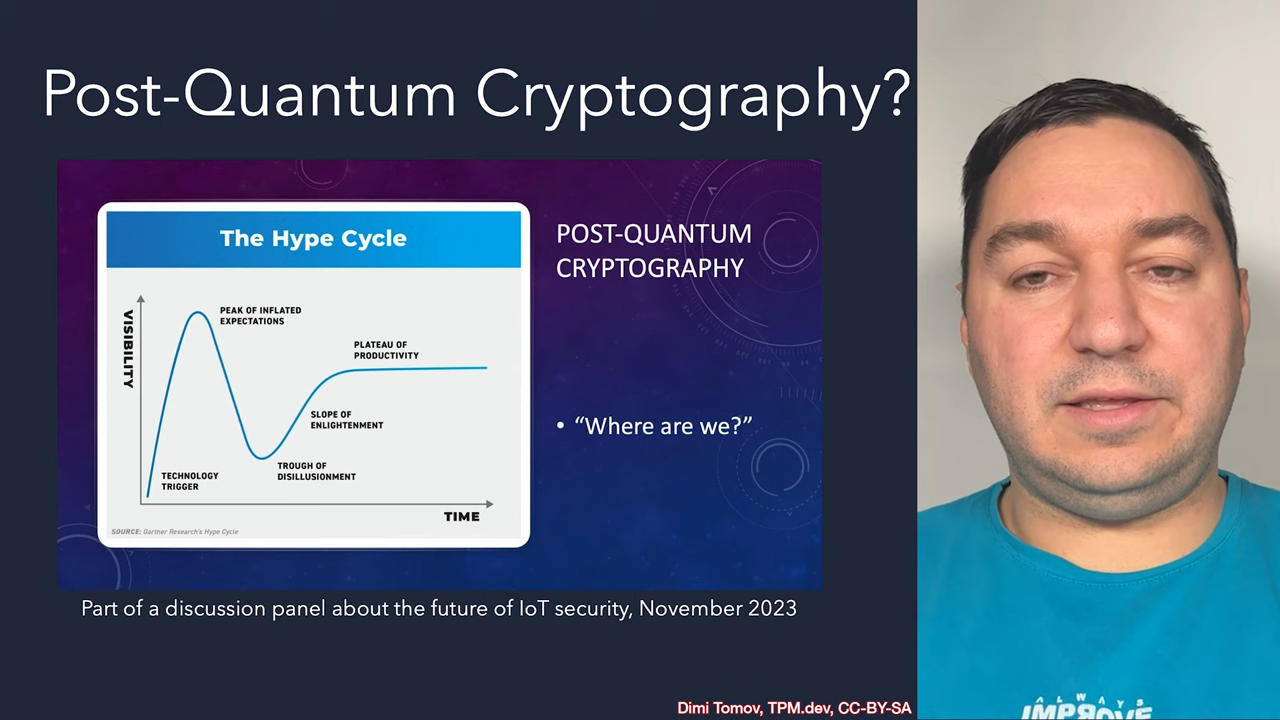 Post-Quantum Cryptography?
The Hype Cycle
VISIBILITY
PEAK OF INFLATED
EXPECTATIONS
PLATEAU OF
PRODUCTIVITY
SLOPE OF
ENLIGHTENMENT
TROUGH OF
DISILLUSIONMENT
TECHNOLOGY
TRIGGER
TIME
SOURCE: Gartner Research's Hype Cycle
POST-QUANTUM
CRYPTOGRAPHY
• “Where are we?”
Part of a discussion panel about the future of IoT security, November 2023
Dimi Tomov, TPM.dev, CC-BY-SA
ALWAYS
IMPROVE